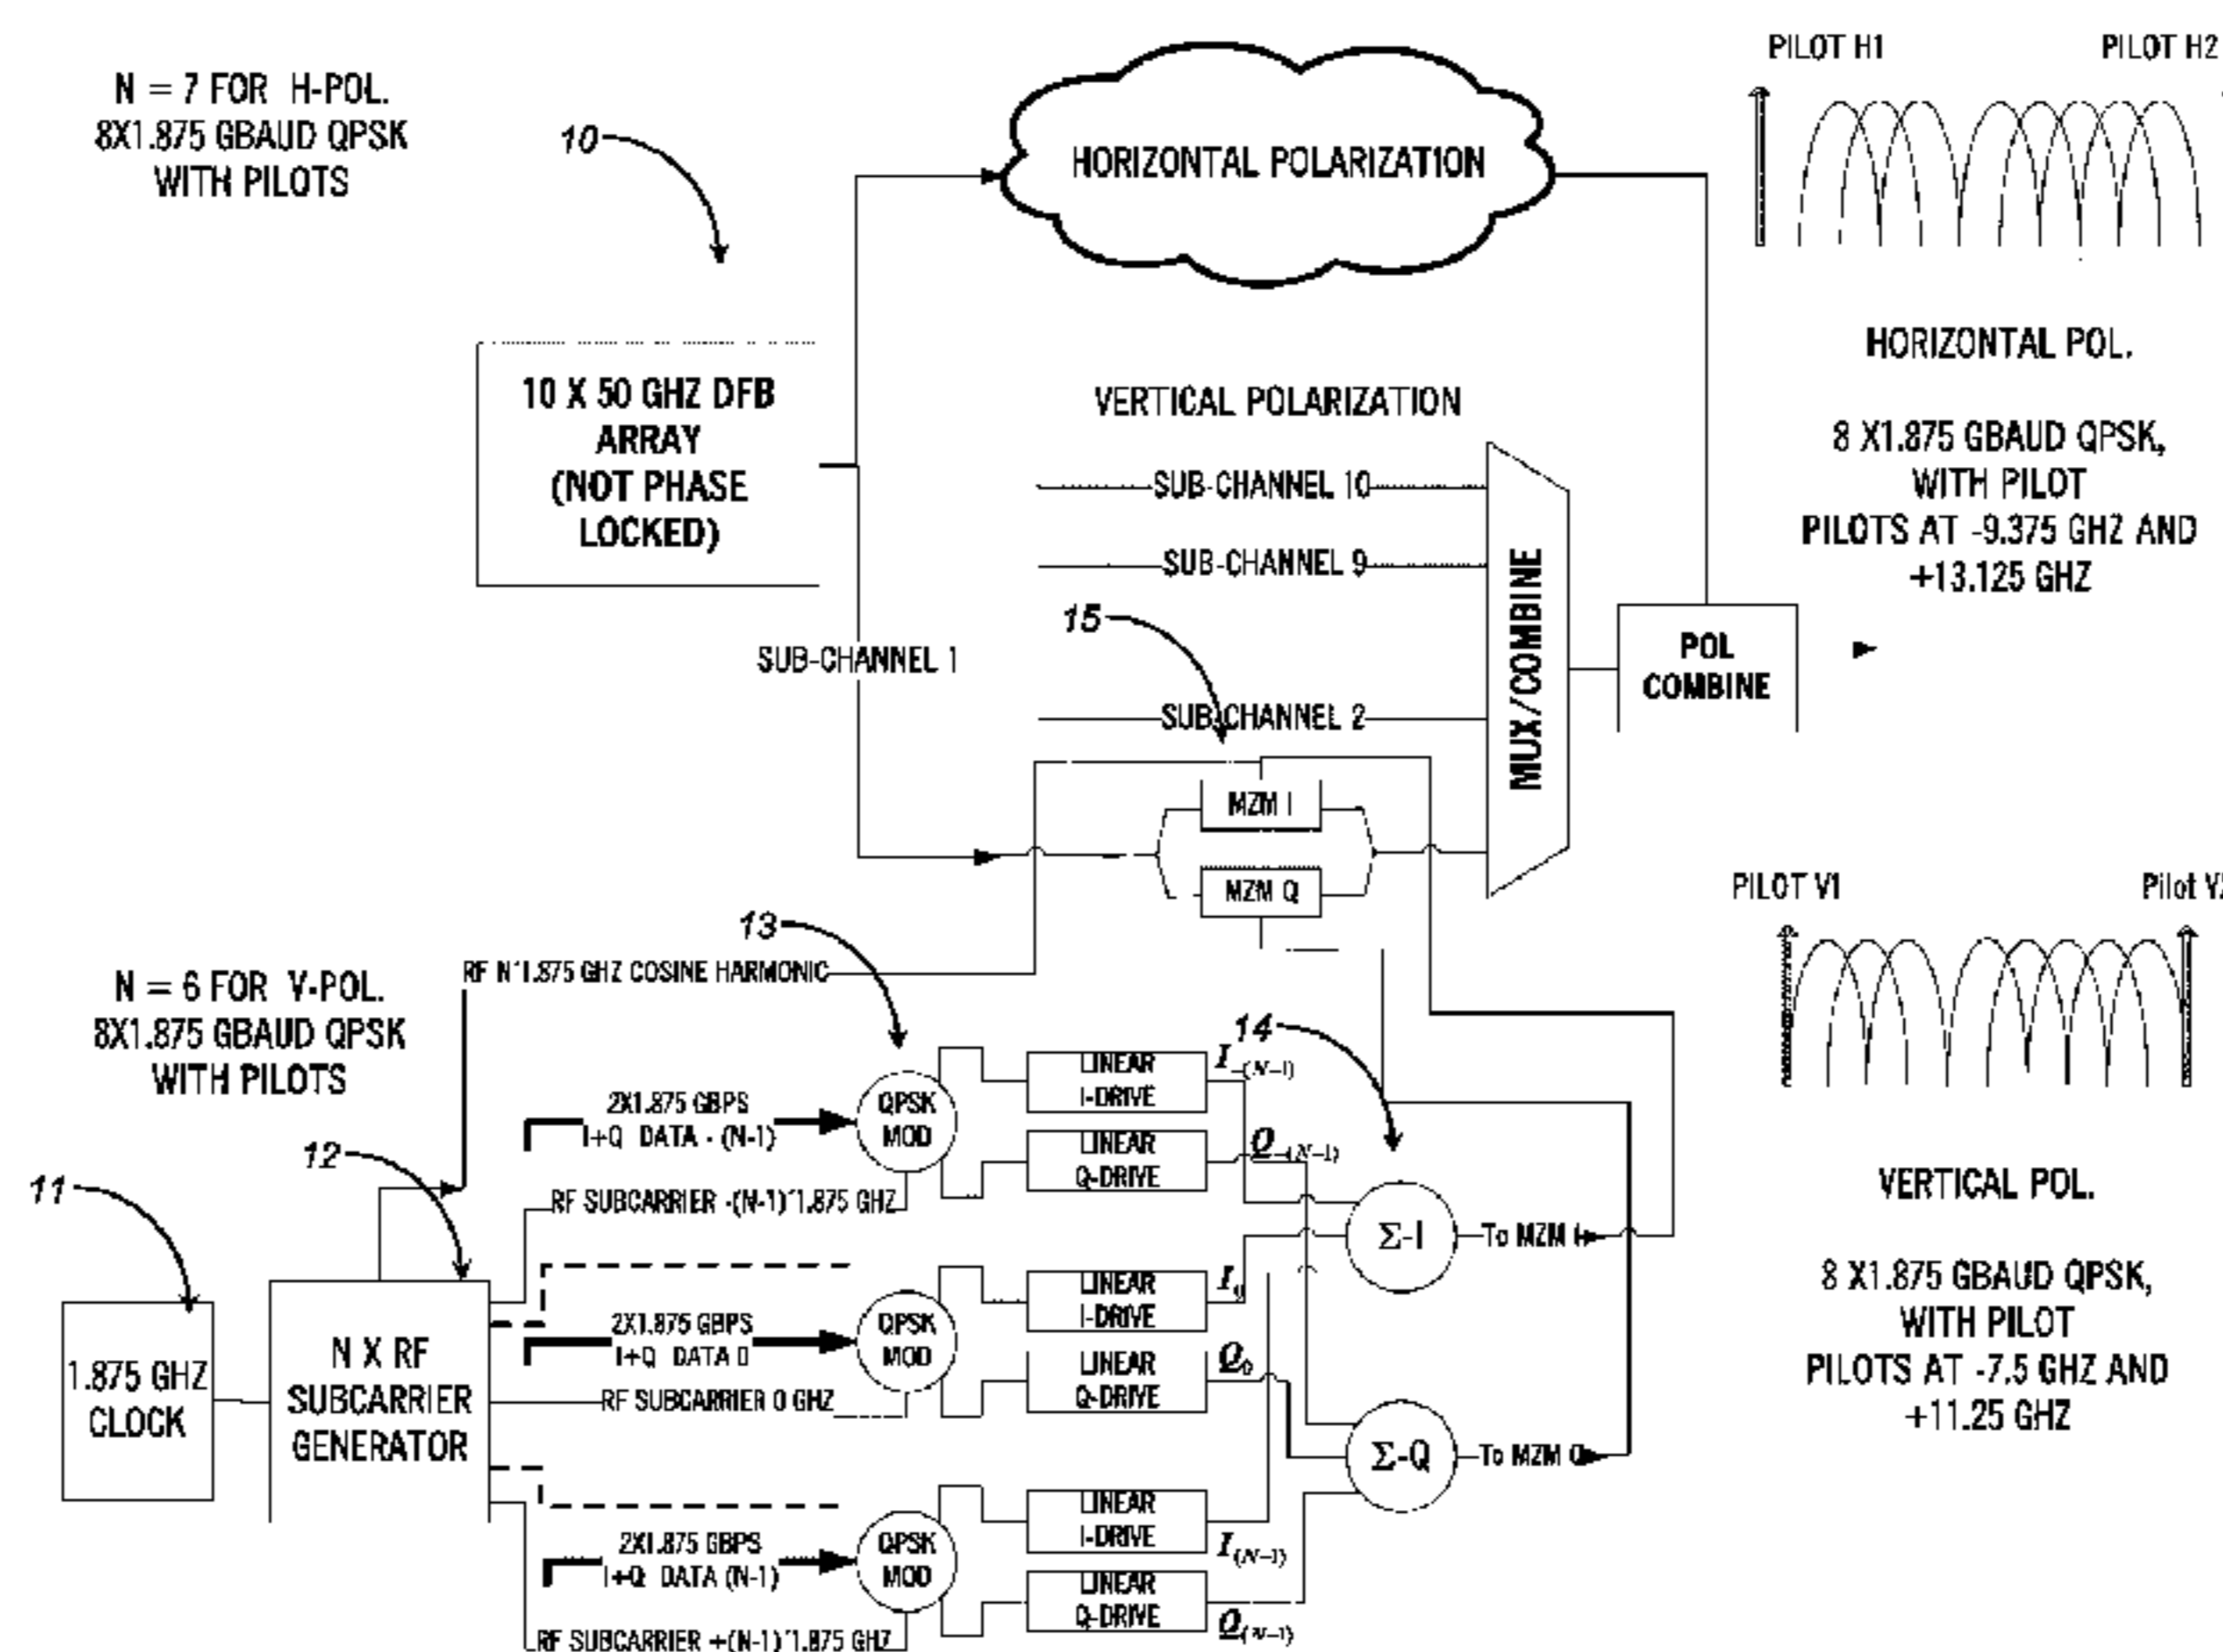 N = 7 FOR H-POL.
8X1.875 GBAUD QPSK
WITH PILOTS
10
HORIZONTAL POLARIZATION
PILOT H1
PILOT H2
10 X 50 GHZ DFB
ARRAY
(NOT PHASE
LOCKED)
VERTICAL POLARIZATION
SUB-CHANNEL 10
SUB-CHANNEL 9
15
SUB-CHANNEL 1
SUB-CHANNEL 2
MUX/COMBINE
POL
COMBINE
HORIZONTAL POL.
8 X1.875 GBAUD QPSK,
WITH PILOT
PILOTS AT -9.375 GHZ AND
+13.125 GHZ
MZM I
MZM Q
13
RF N*1.875 GHZ COSINE HARMONIC
N = 6 FOR V-POL.
8X1.875 GBAUD QPSK
WITH PILOTS
PILOT V1
Pilot
14
2X1.875 GBPS
I+Q DATA - (N-1)
QPSK
MOD
LINEAR
I-DRIVE
I-(N-1)
LINEAR
Q-DRIVE
Q-(N-1)
RF SUBCARRIER -(N-1)*1.875 GHZ
11
12
1.875 GHZ
CLOCK
N X RF
SUBCARRIER
GENERATOR
2X1.875 GBPS
I+Q DATA 0
QPSK
MOD
LINEAR
I-DRIVE
I0
LINEAR
Q-DRIVE
Q0
RF SUBCARRIER 0 GHZ
Σ-I
To MZM I
Σ-Q
To MZM Q
2X1.875 GBPS
I+Q DATA (N-1)
QPSK
MOD
LINEAR
I-DRIVE
I(N-1)
LINEAR
Q-DRIVE
Q(N-1)
RF SUBCARRIER +(N-1)*1.875 GHZ
VERTICAL POL.
8 X1.875 GBAUD QPSK,
WITH PILOT
PILOTS AT -7.5 GHZ AND
+11.25 GHZ